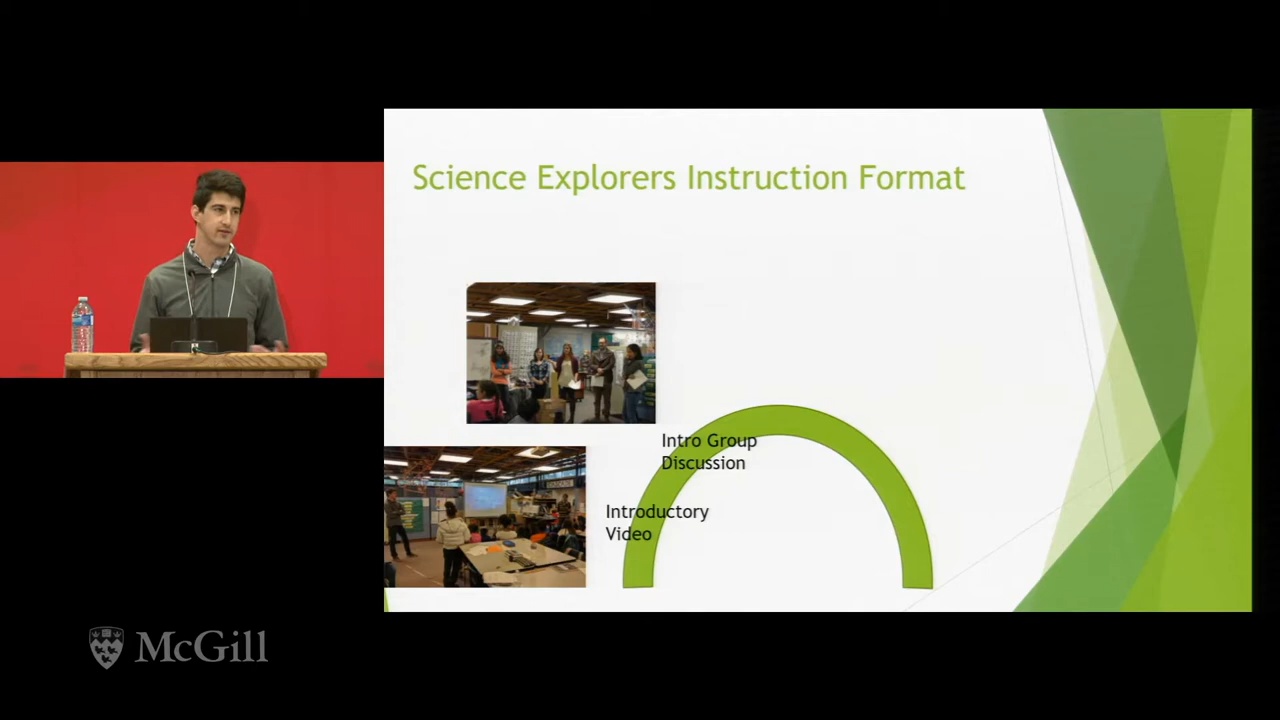 Science Explorers Instruction Format
Intro Group
Discussion
Introductory
Video
McGill